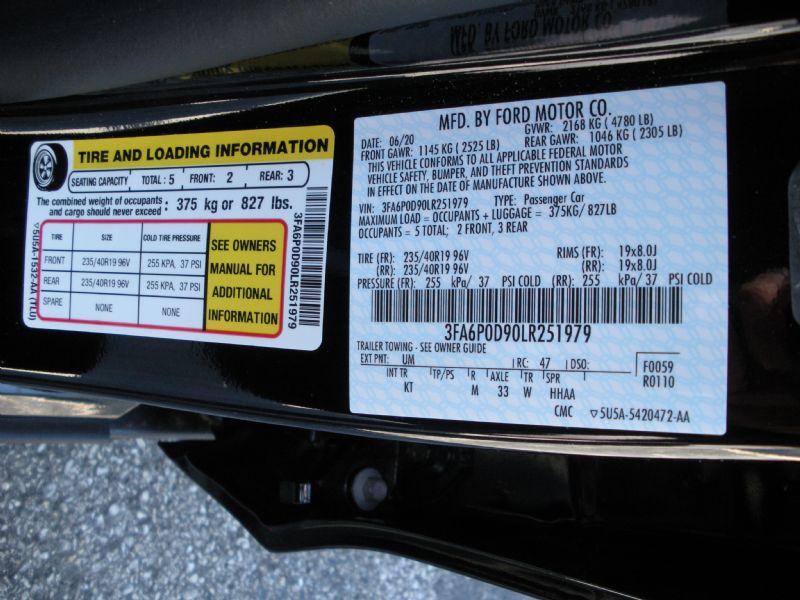 TIRE AND LOADING INFORMATION
SEATING CAPACITY TOTAL : 5 FRONT: 2 REAR: 3
The combined weight of occupants and cargo should never exceed : 375 kg or 827 lbs.
TIRE SIZE COLD TIRE PRESSURE
FRONT 235/40R19 96V 255 KPA, 37 PSI
REAR 235/40R19 96V 255 KPA, 37 PSI
SPARE NONE NONE
SEE OWNERS
MANUAL FOR
ADDITIONAL
INFORMATION
3FA6P0D90LR251979
▽5U5A-1532-AA (TLU)
MFD. BY FORD MOTOR CO.
DATE: 06/20 GVWR: 2168 KG ( 4780 LB)
FRONT GAWR: 1145 KG ( 2525 LB) REAR GAWR: 1046 KG ( 2305 LB)
THIS VEHICLE CONFORMS TO ALL APPLICABLE FEDERAL MOTOR
VEHICLE SAFETY, BUMPER, AND THEFT PREVENTION STANDARDS
IN EFFECT ON THE DATE OF MANUFACTURE SHOWN ABOVE.
VIN: 3FA6P0D90LR251979 TYPE: Passenger Car
MAXIMUM LOAD = OCCUPANTS + LUGGAGE = 375KG/ 827LB
OCCUPANTS = 5 TOTAL; 2 FRONT, 3 REAR
TIRE (FR): 235/40R19 96V RIMS (FR): 19x8.0J
(RR): 235/40R19 96V (RR): 19x8.0J
PRESSURE (FR): 255 kPa/ 37 PSI COLD (RR): 255 kPa/ 37 PSI COLD
3FA6P0D90LR251979
TRAILER TOWING - SEE OWNER GUIDE
EXT PNT: UM RC: 47 DSO: F0059
INT TR TP/PS R AXLE TR SPR R0110
KT M 33 W HHAA
CMC ▽5U5A-5420472-AA
MFD. BY FORD MOTOR CO.